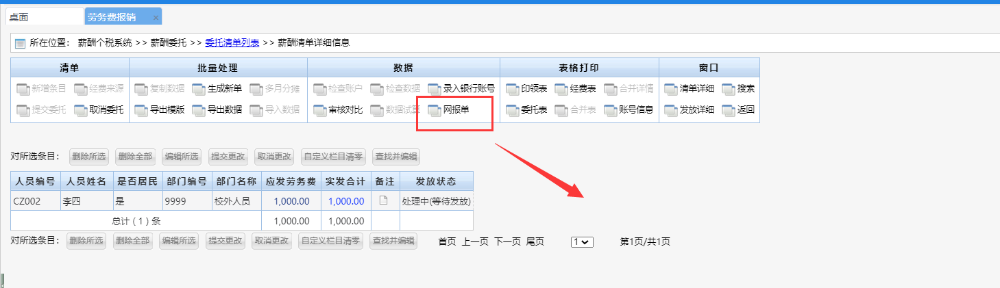 桌面 劳务费报销 ×
所在位置: 薪酬个税系统 >> 薪酬委托 >> 委托清单列表 >> 薪酬清单详细信息
清单 批量处理 数据 表格打印 窗口
新增条目 经费来源 复制数据 生成新单 多月分摊 检查账户 检查数据 录入银行账号 印领表 经费表 合并详情 清单详细 搜索
提交委托 取消委托 导出模版 导出数据 导入数据 审核对比 数据试算 网报单 委托表 合并表 账号信息 发放详细 返回
对所选条目: 删除所选 删除全部 编辑所选 提交更改 取消更改 自定义栏目清零 查找并编辑
人员编号 人员姓名 是否居民 部门编号 部门名称 应发劳务费 实发合计 备注 发放状态
CZ002 李四 是 9999 校外人员 1,000.00 1,000.00 处理中(等待发放)
总计 ( 1 ) 条 1,000.00 1,000.00
对所选条目: 删除所选 删除全部 编辑所选 提交更改 取消更改 自定义栏目清零 查找并编辑 首页 上一页 下一页 尾页 1 第1页/共1页